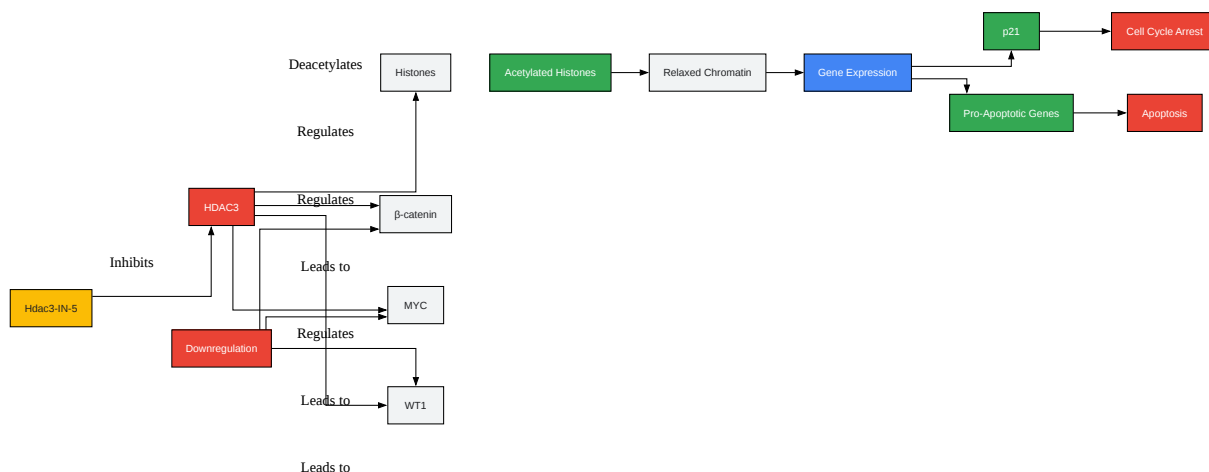 p21
Cell Cycle Arrest
Deacetylates
Histones
Acetylated Histones
Relaxed Chromatin
Gene Expression
Pro-Apoptotic Genes
Apoptosis
Regulates
HDAC3
Regulates
β-catenin
Inhibits
Leads to
Hdac3-IN-5
MYC
Downregulation
Regulates
Leads to
WT1
Leads to